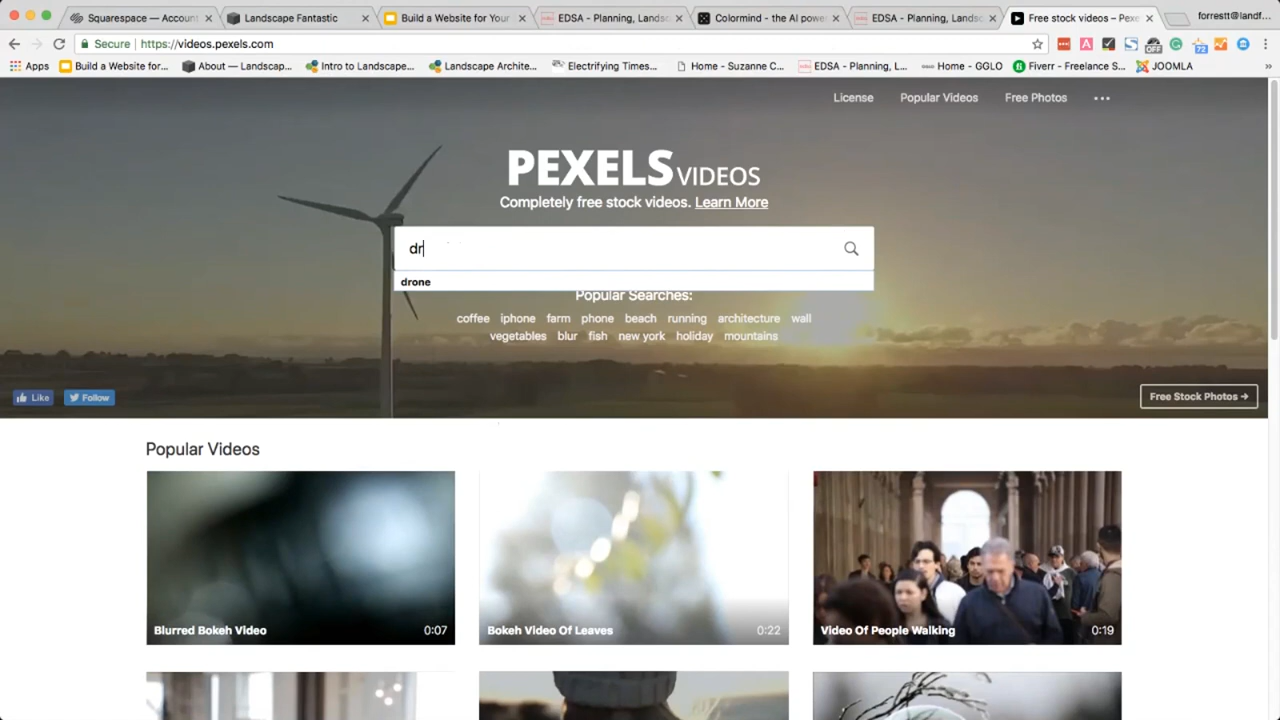 Squarespace — Account
Landscape Fantastic
Build a Website for Your
EDSA - Planning, Landsc
Colormind - the AI power
EDSA - Planning, Landsc
Free stock videos – Pexe
forrestt@landf...
Secure
https://videos.pexels.com
OFF
72
Apps
Build a Website for...
About — Landscap...
Intro to Landscape...
Landscape Archite...
Electrifying Times...
Home - Suzanne C...
EDSA - Planning, L...
Home - GGLO
Fiverr - Freelance S...
JOOMLA
»
License
Popular Videos
Free Photos
PEXELS VIDEOS
Completely free stock videos. Learn More
dr
drone
Popular Searches:
coffee iphone farm phone beach running architecture wall
vegetables blur fish new york holiday mountains
Like
Follow
Free Stock Photos →
Popular Videos
Blurred Bokeh Video
0:07
Bokeh Video Of Leaves
0:22
Video Of People Walking
0:19